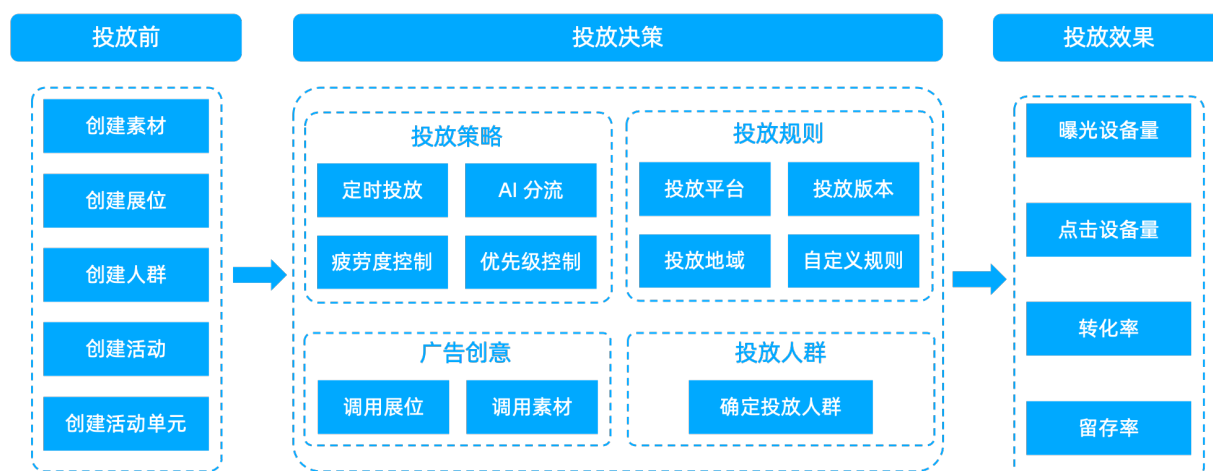 投放前
投放决策
投放效果
创建素材
创建展位
创建人群
创建活动
创建活动单元
投放策略
定时投放
AI 分流
疲劳度控制
优先级控制
投放规则
投放平台
投放版本
投放地域
自定义规则
广告创意
调用展位
调用素材
投放人群
确定投放人群
曝光设备量
点击设备量
转化率
留存率